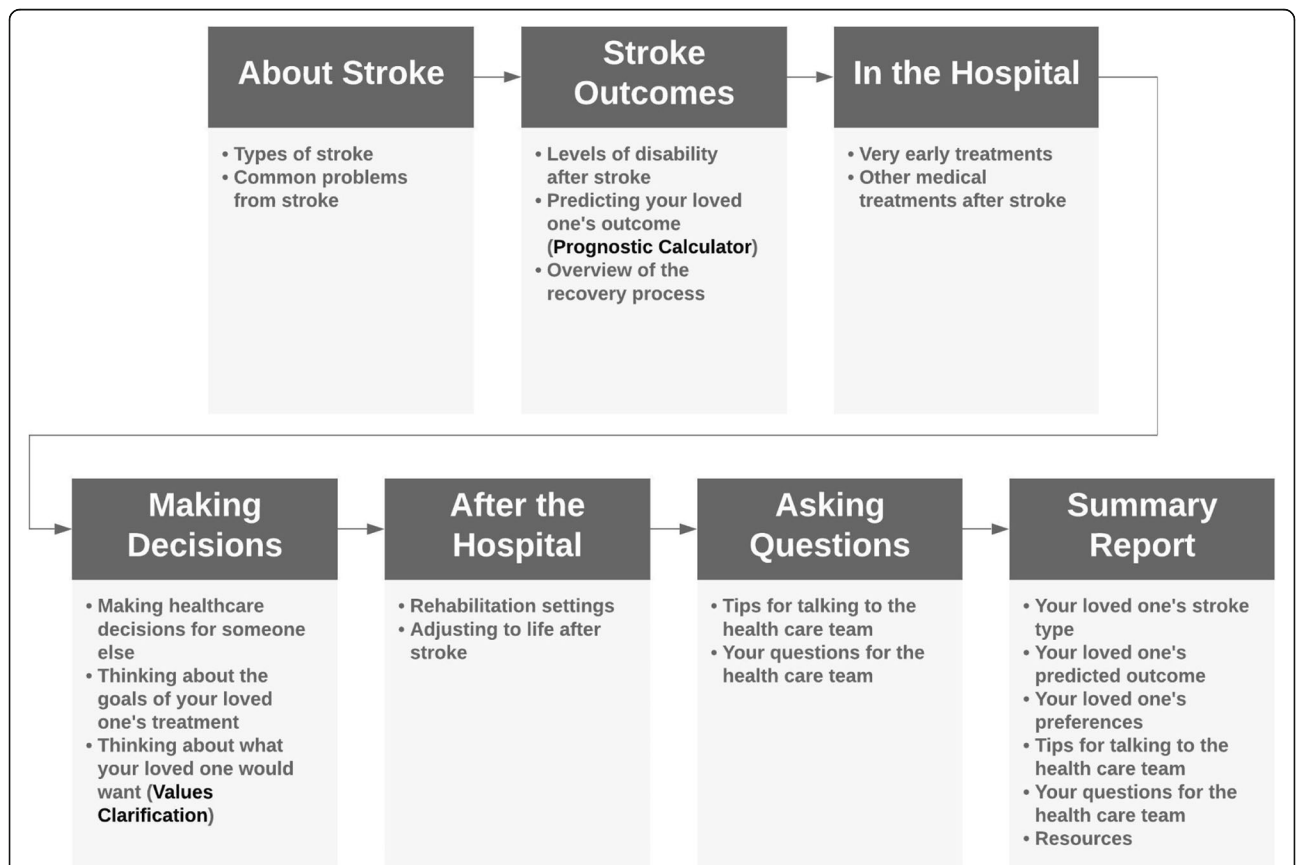 About Stroke
• Types of stroke
• Common problems
from stroke
Stroke
Outcomes
• Levels of disability
after stroke
• Predicting your loved
one's outcome
(Prognostic Calculator)
• Overview of the
recovery process
In the Hospital
• Very early treatments
• Other medical
treatments after stroke
Making
Decisions
• Making healthcare
decisions for someone
else
• Thinking about the
goals of your loved
one's treatment
• Thinking about what
your loved one would
want (Values
Clarification)
After the
Hospital
• Rehabilitation settings
• Adjusting to life after
stroke
Asking
Questions
• Tips for talking to the
health care team
• Your questions for the
health care team
Summary
Report
• Your loved one's stroke
type
• Your loved one's
predicted outcome
• Your loved one's
preferences
• Tips for talking to the
health care team
• Your questions for the
health care team
• Resources